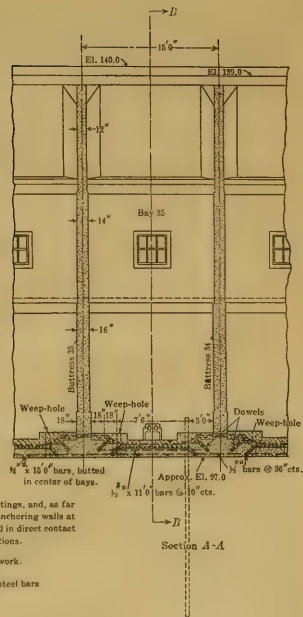 B
15'0"
El. 140.0
El. 139.0
12"
14"
Bay 35
16"
Buttress 35
Buttress 34
Weep-hole
18"
18"
18"
Weep-hole
7'6"
3'0"
Dowels
Weep-hole
¾" x 15'0" bars, butted
in center of bays.
½" x 11'0" bars @ 10" cts.
Approx. El. 97.0
½" bars @ 36" cts.
B
Section A-A
tings, and, as far
nchoring walls at
d in direct contact
tions.
work.
steel bars